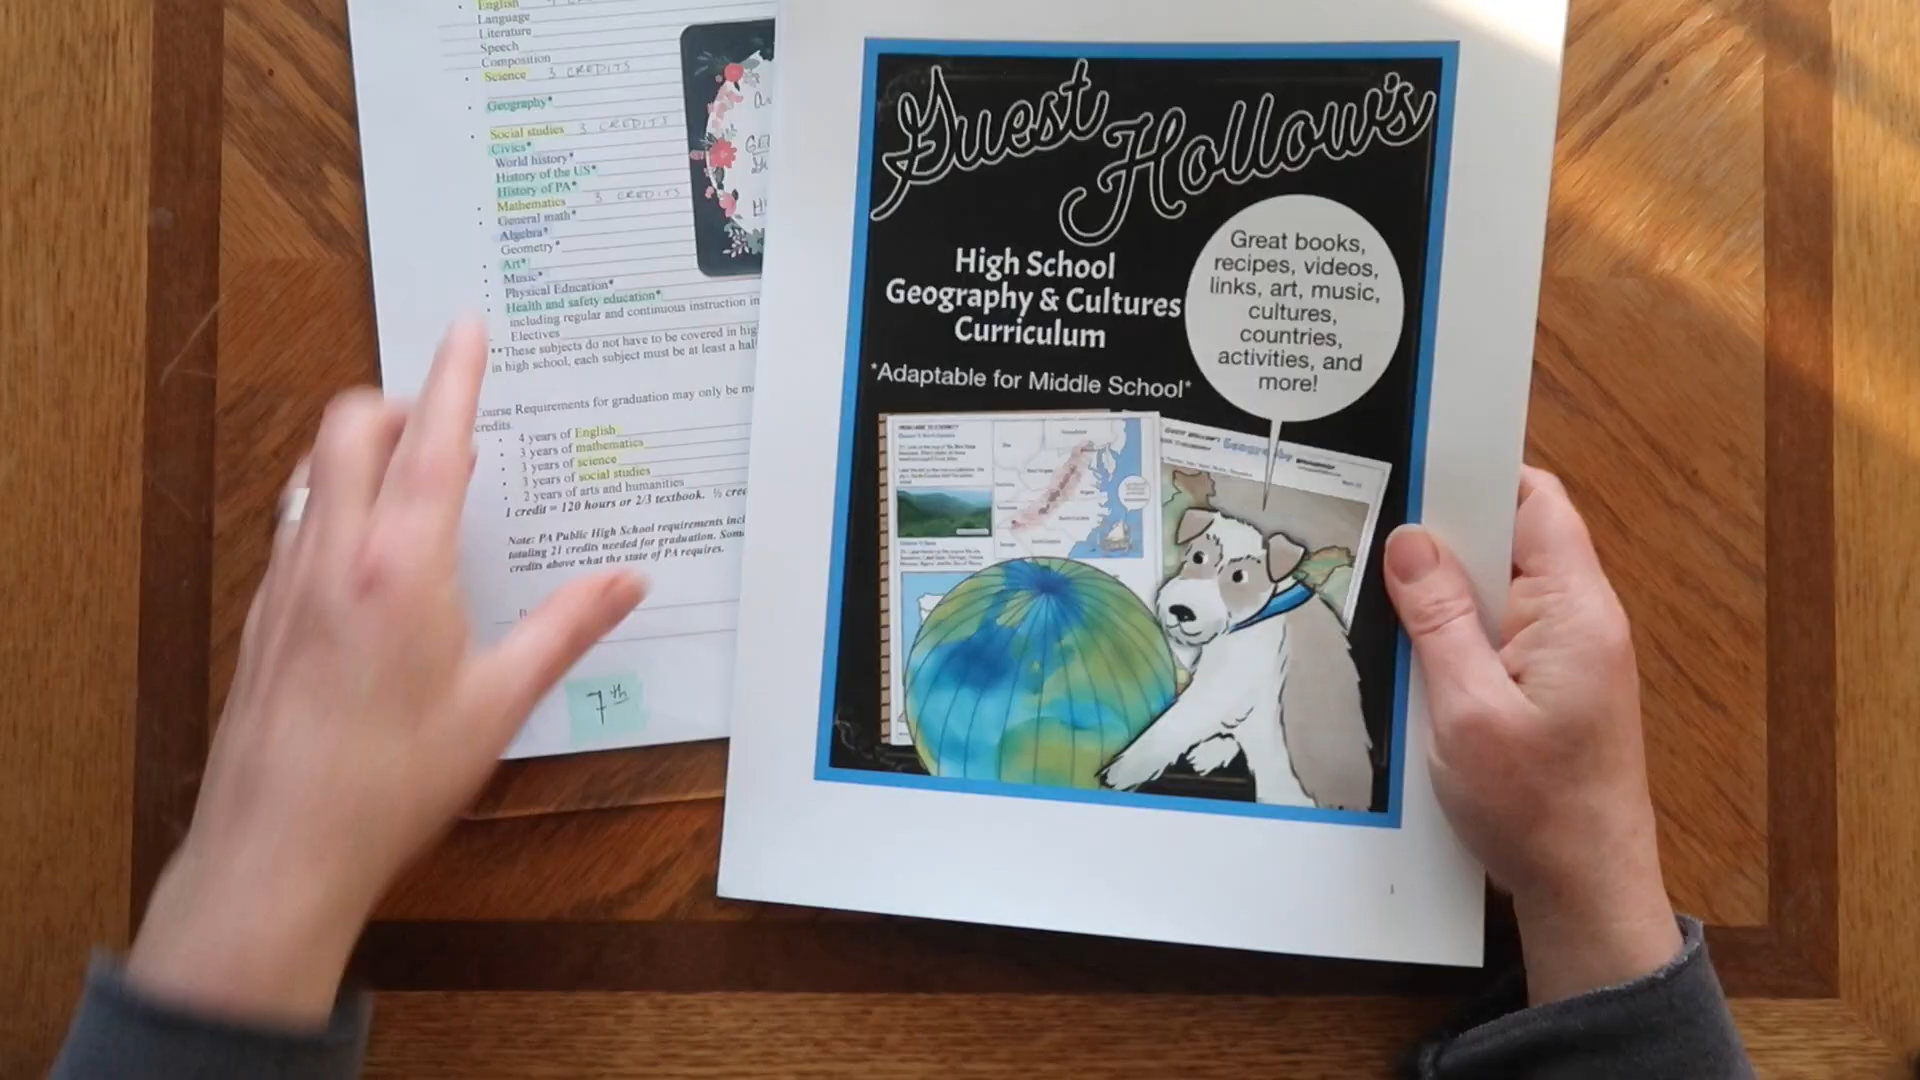 English
Language
Literature
Speech
Composition
Science 3 CREDITS
Geography*
Social studies 3 CREDITS
Civics*
World history*
History of the US*
History of PA*
Mathematics 3 CREDITS
General math*
Algebra*
Geometry*
Art*
Music*
Physical Education*
Health and safety education*
including regular and continuous instruction in
Electives
**These subjects do not have to be covered in
in high school, each subject must be at least a
Course Requirements for graduation may only be
credits.
4 years of English
3 years of mathematics
3 years of science
3 years of social studies
2 years of arts and humanities
1 credit = 120 hours or 2/3 textbook. ½
Note: PA Public High School requirements
totaling 21 credits needed for graduation.
credits above what the state of PA requires.
7th
Guest Hollow's
High School
Geography & Cultures
Curriculum
*Adaptable for Middle School*
Great books,
recipes, videos,
links, art, music,
cultures,
countries,
activities, and
more!
1